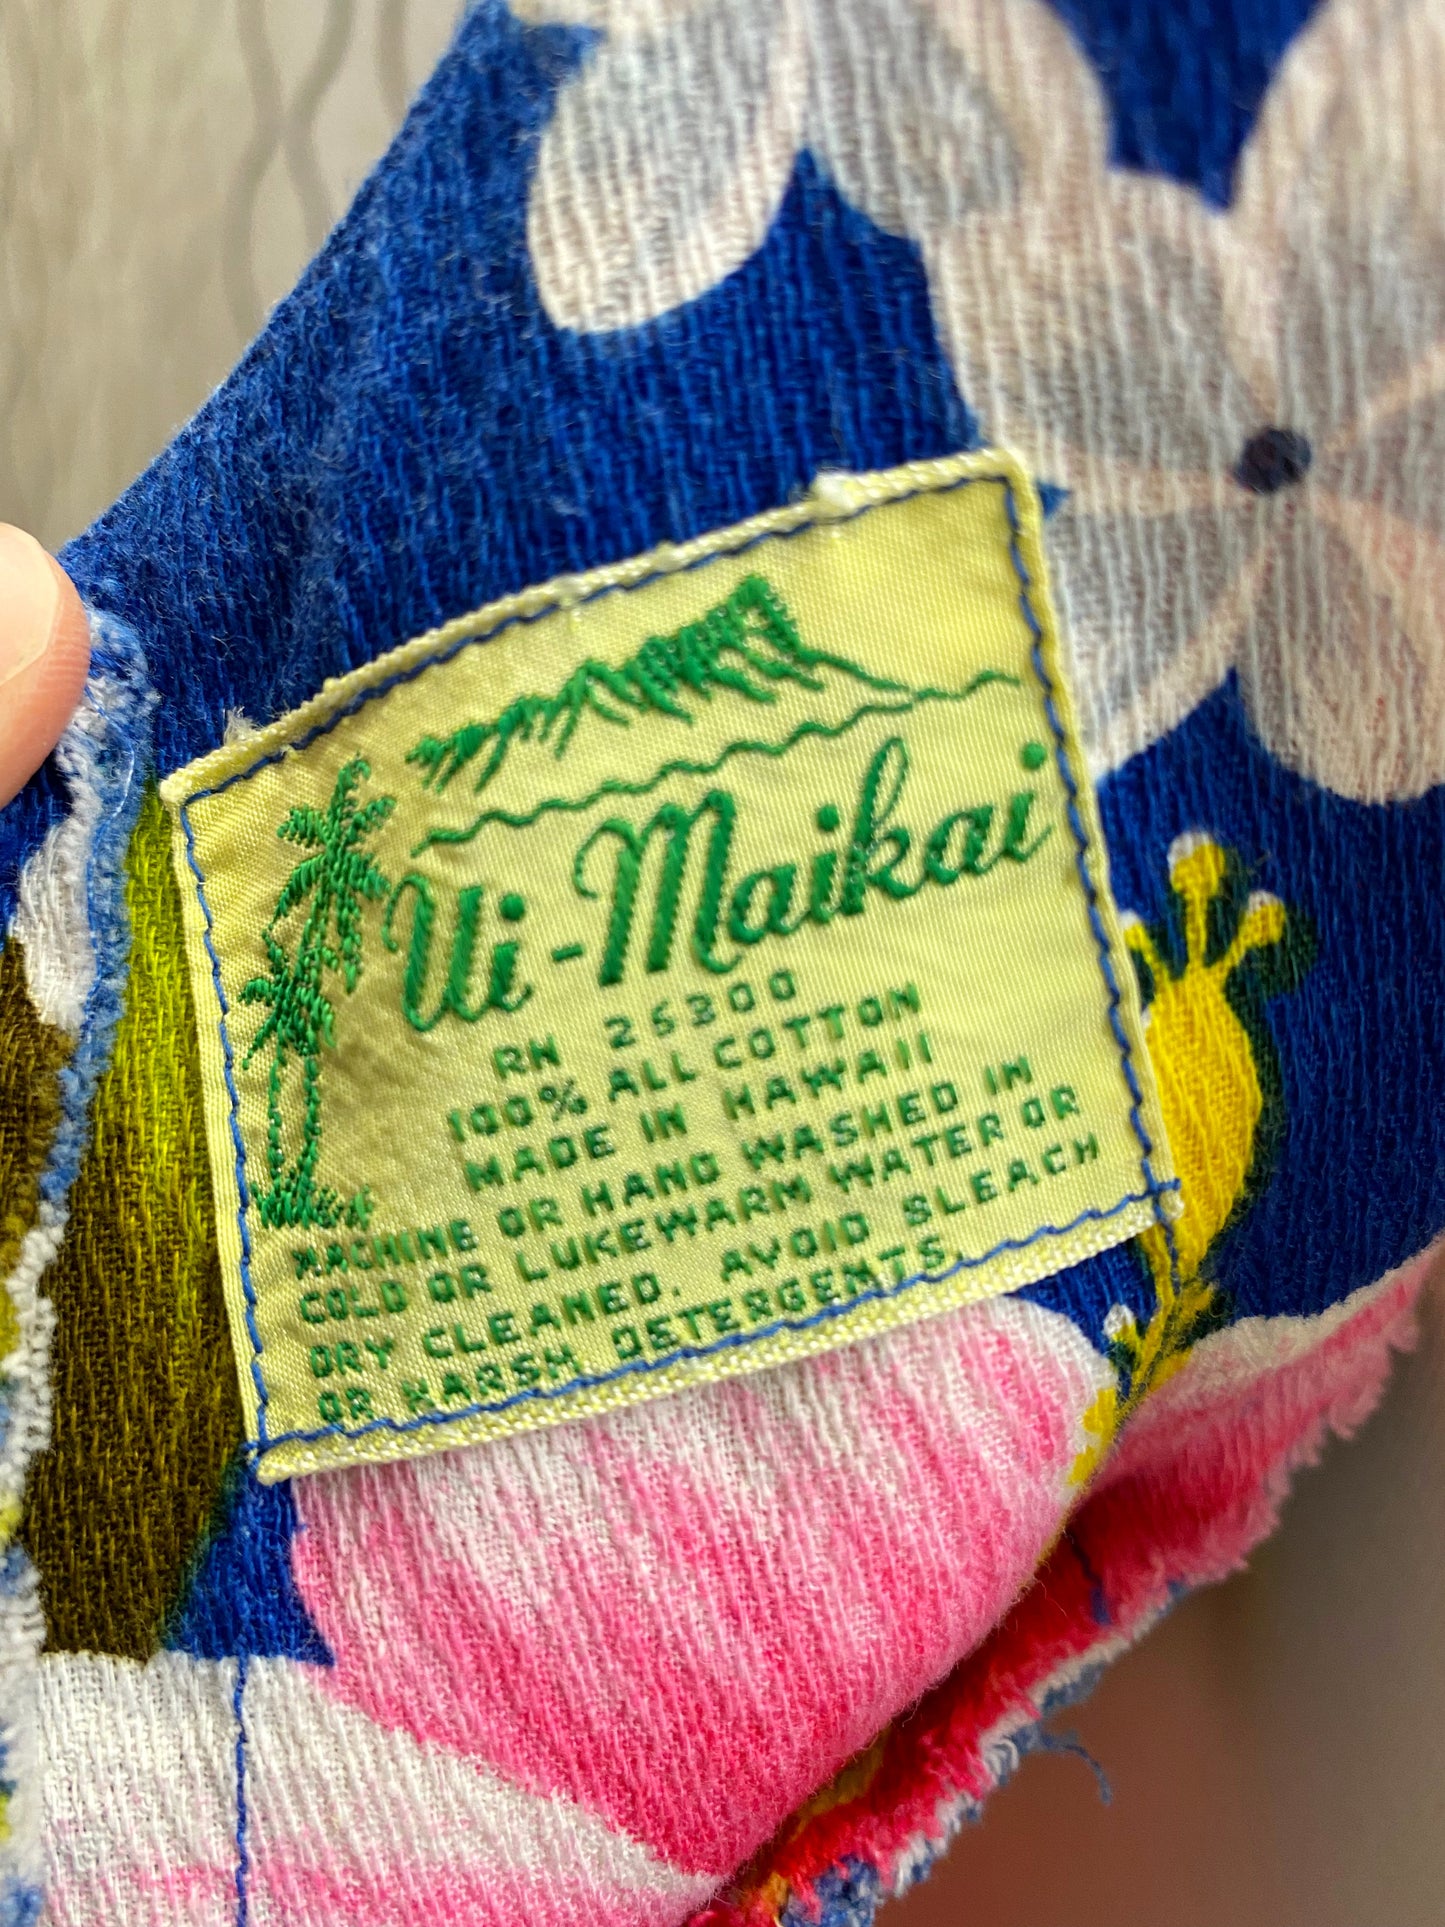 Ui-Maikai
RN 26300
100% ALL COTTON
MADE IN HAWAII
MACHINE OR HAND WASHED IN
COLD OR LUKEWARM WATER OR
DRY CLEANED. AVOID BLEACH
OR HARSH DETERGENTS.